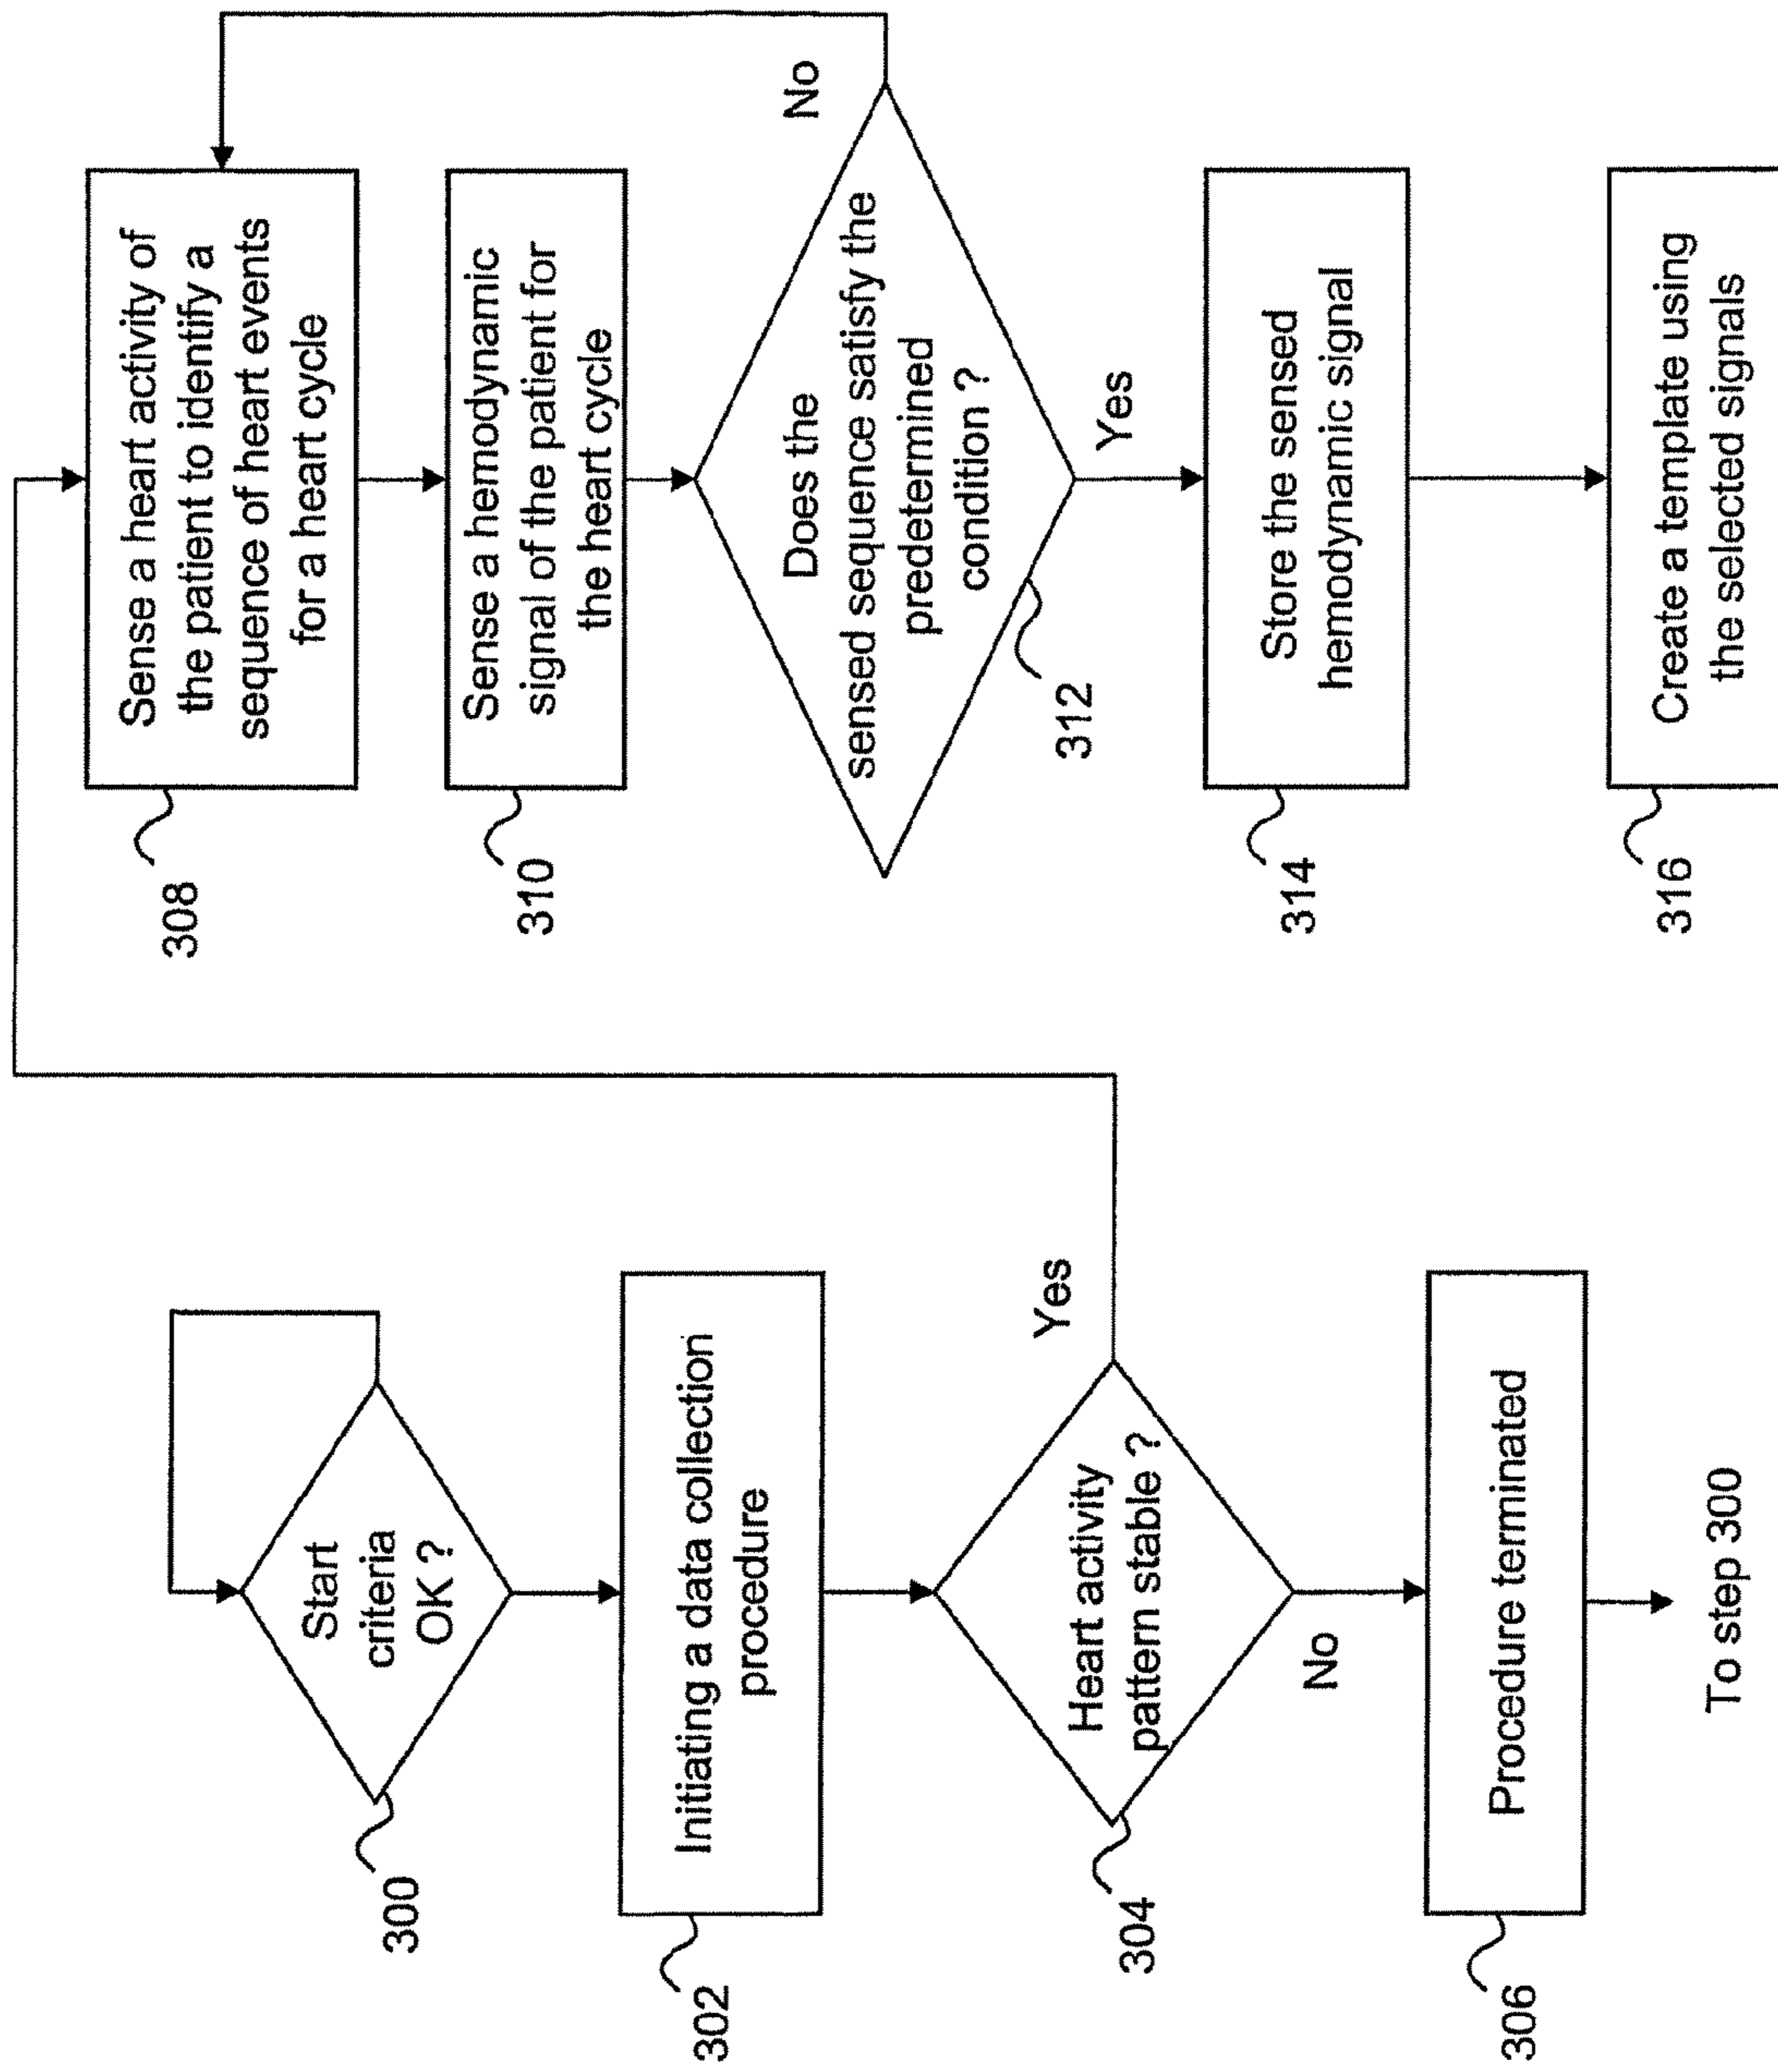 Start
criteria
OK ?
300
Initiating a data collection
procedure
302
Heart activity
pattern stable ?
304
Yes
No
Procedure terminated
306
To step 300
Sense a heart activity of
the patient to identify a
sequence of heart events
for a heart cycle
308
Sense a hemodynamic
signal of the patient for
the heart cycle
310
Does the
sensed sequence satisfy the
predetermined
condition ?
312
No
Yes
Store the sensed
hemodynamic signal
314
Create a template using
the selected signals
316